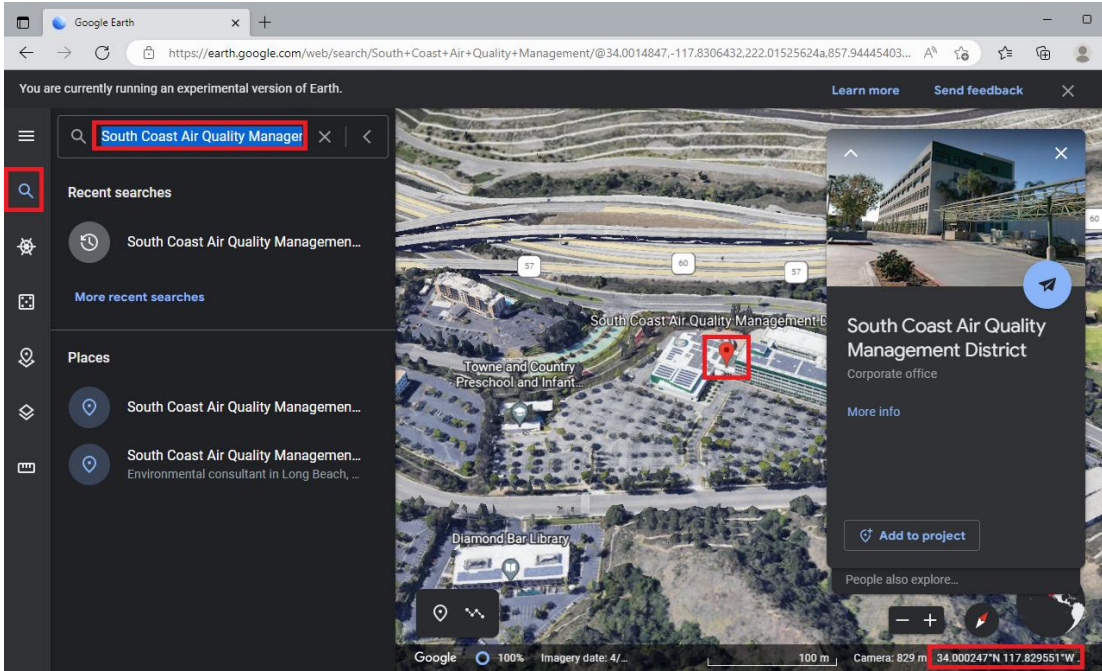 Google Earth
https://earth.google.com/web/search/South+Coast+Air+Quality+Management/@34.0014847,-117.8306432,222.01525624a,857.94445403...
You are currently running an experimental version of Earth.
Learn more
Send feedback
South Coast Air Quality Manager
Recent searches
South Coast Air Quality Managemen...
More recent searches
Places
South Coast Air Quality Managemen...
South Coast Air Quality Managemen...
Environmental consultant in Long Beach, ...
57
60
57
60
South Coast Air Quality Management D
Towne and Country
Preschool and Infant...
Diamond Bar Library
South Coast Air Quality
Management District
Corporate office
More info
Add to project
People also explore...
Google
100%
Imagery date: 4/...
100 m
Camera: 829 m
34.000247°N 117.829551°W